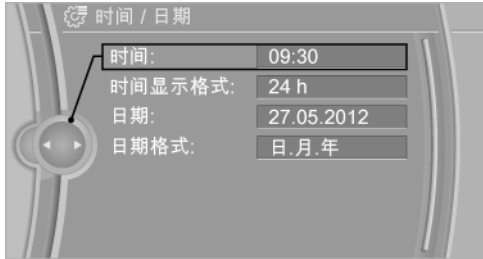 时间 / 日期
时间: 09:30
时间显示格式: 24 h
日期: 27.05.2012
日期格式: 日.月.年